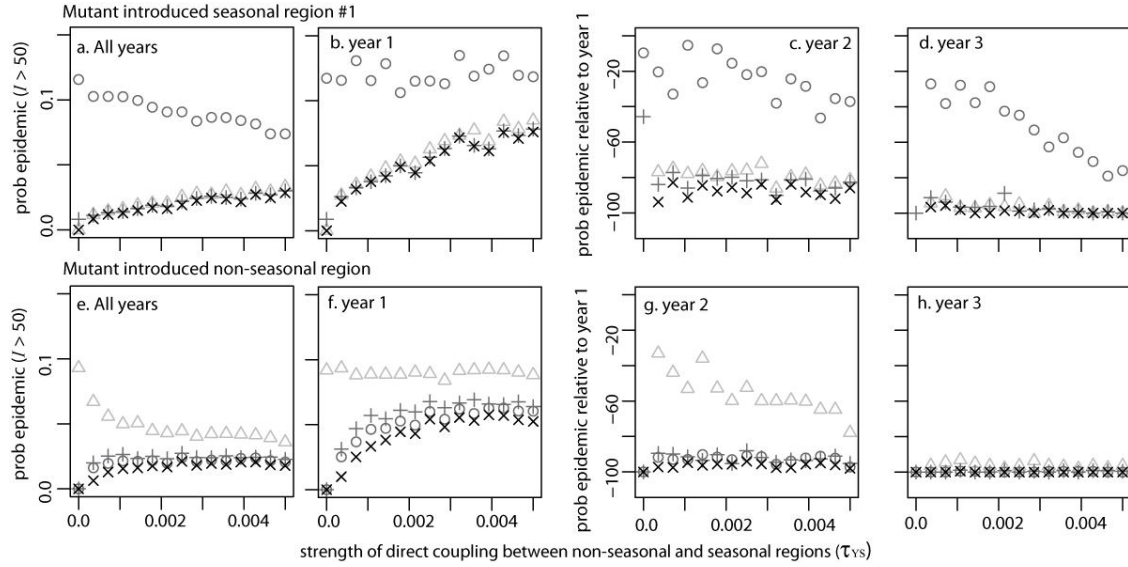 Mutant introduced seasonal region #1
a. All years
b. year 1
c. year 2
d. year 3
prob epidemic (I > 50)
0.1
0.0
prob epidemic relative to year 1
-20
-60
-100
Mutant introduced non-seasonal region
e. All years
f. year 1
g. year 2
h. year 3
prob epidemic (I > 50)
0.1
0.0
prob epidemic relative to year 1
-20
-60
-100
0.0 0.002 0.004 0.0 0.002 0.004 0.0 0.002 0.004 0.0 0.002 0.004
strength of direct coupling between non-seasonal and seasonal regions (τYS)